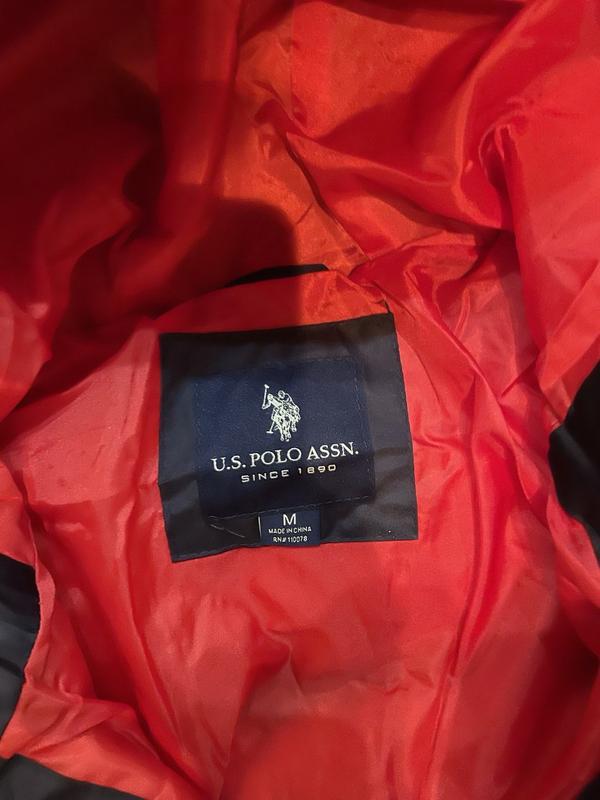 U.S. POLO ASSN.
SINCE 1890
M
MADE IN CHINA
RN# 110078